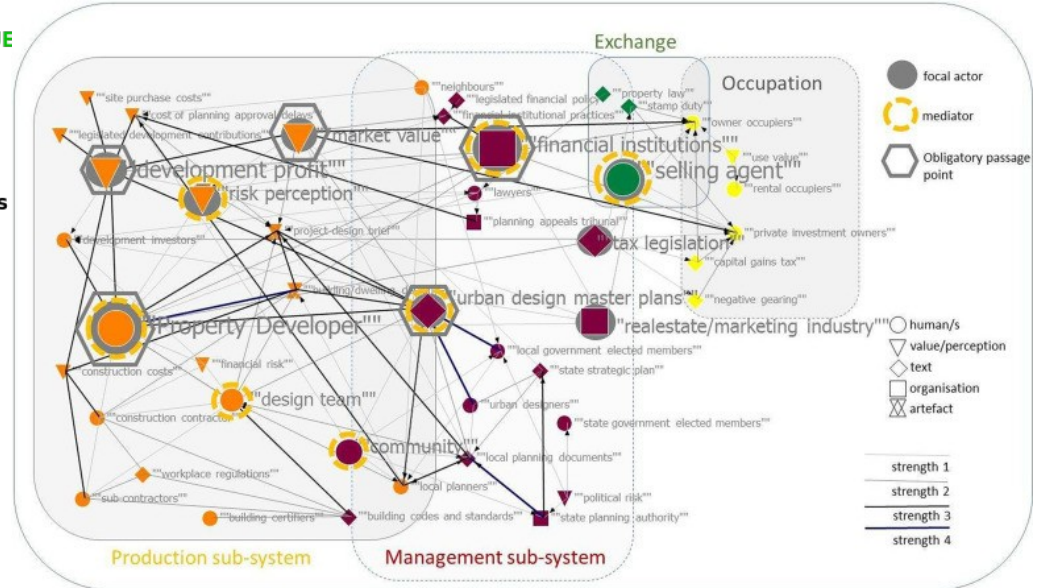 UE
s
Exchange
Occupation
""neighbours""
""site purchase costs""
""legislated financial policy"
""property law""
""cost of planning approval delays"
""financial institutional practices""
""stamp duty""
""legislated development contributions""
""owner occupiers""
"market value""
""financial institutions""
""use value""
"development profit""
""selling agent""
""risk perception""
""lawyers""
""rental occupiers""
""planning appeals tribunal""
""project design brief""
""private investment owners""
"development investors""
""tax legislation""
""capital gains tax""
""building/dwelling
""urban design master plans""
""negative gearing""
""Property Developer""
""realestate/marketing industry""
""local government elected members""
""financial risk""
""state strategic plan""
construction costs""
""design team""
""urban designers""
""construction contractor
""state government elected members""
"community""
""local planning documents""
""workplace regulations""
""local planners""
""political risk""
""sub contractors""
""building certifiers""
""building codes and standards""
""state planning authority""
Production sub-system
Management sub-system
focal actor
mediator
Obligatory passage
point
human/s
value/perception
text
organisation
artefact
strength 1
strength 2
strength 3
strength 4